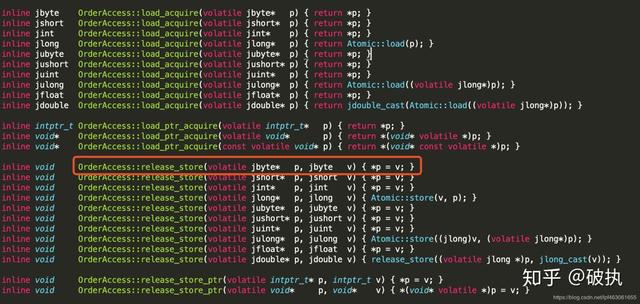 inline jbyte    OrderAccess::load_acquire(volatile jbyte*   p) { return *p; }
inline jshort   OrderAccess::load_acquire(volatile jshort*  p) { return *p; }
inline jint     OrderAccess::load_acquire(volatile jint*    p) { return *p; }
inline jlong    OrderAccess::load_acquire(volatile jlong*   p) { return Atomic::load(p); }
inline jubyte   OrderAccess::load_acquire(volatile jubyte*  p) { return *p; }
inline jushort  OrderAccess::load_acquire(volatile jushort* p) { return *p; }
inline juint    OrderAccess::load_acquire(volatile juint*   p) { return *p; }
inline julong   OrderAccess::load_acquire(volatile julong*  p) { return Atomic::load((volatile jlong*)p); }
inline jfloat   OrderAccess::load_acquire(volatile jfloat*  p) { return *p; }
inline jdouble  OrderAccess::load_acquire(volatile jdouble* p) { return jdouble_cast(Atomic::load((volatile jlong*)p)); }
inline intptr_t OrderAccess::load_ptr_acquire(volatile intptr_t*   p) { return *p; }
inline void*    OrderAccess::load_ptr_acquire(volatile void*       p) { return *(void* volatile *)p; }
inline void*    OrderAccess::load_ptr_acquire(const volatile void* p) { return *(void* const volatile *)p; }
inline void     OrderAccess::release_store(volatile jbyte*   p, jbyte   v) { *p = v; }
inline void     OrderAccess::release_store(volatile jshort*  p, jshort  v) { *p = v; }
inline void     OrderAccess::release_store(volatile jint*    p, jint    v) { *p = v; }
inline void     OrderAccess::release_store(volatile jlong*   p, jlong   v) { Atomic::store(v, p); }
inline void     OrderAccess::release_store(volatile jubyte*  p, jubyte  v) { *p = v; }
inline void     OrderAccess::release_store(volatile jushort* p, jushort v) { *p = v; }
inline void     OrderAccess::release_store(volatile juint*   p, juint   v) { *p = v; }
inline void     OrderAccess::release_store(volatile julong*  p, julong  v) { Atomic::store((jlong)v, (volatile jlong*)p); }
inline void     OrderAccess::release_store(volatile jfloat*  p, jfloat  v) { *p = v; }
inline void     OrderAccess::release_store(volatile jdouble* p, jdouble v) { release_store((volatile jlong *)p, jlong_cast(v)); }
inline void     OrderAccess::release_store_ptr(volatile intptr_t* p, intptr_t v) { *p = v; }
inline void     OrderAccess::release_store_ptr(volatile void*     p, void*    v) { *(void* volatile *)p = v; }
知乎 @破执